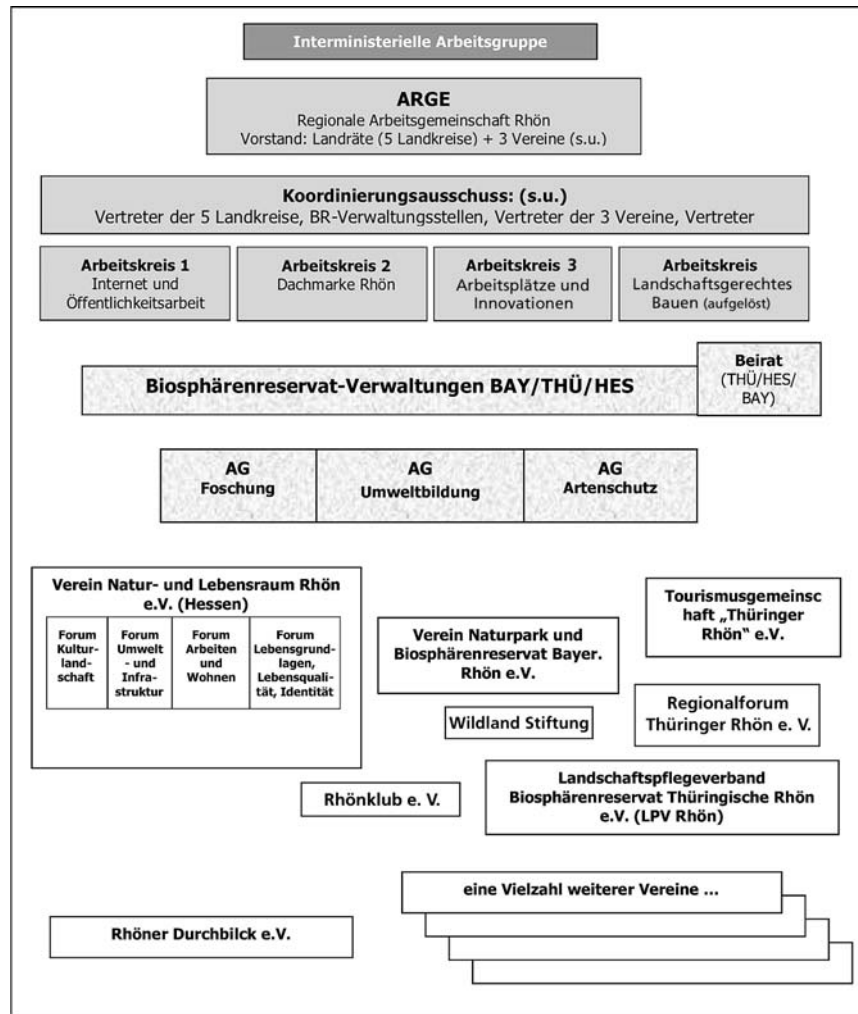 Interministerielle Arbeitsgruppe
ARGE
Regionale Arbeitsgemeinschaft Rhön
Vorstand: Landräte (5 Landkreise) + 3 Vereine (s.u.)
Koordinierungsausschuss: (s.u.)
Vertreter der 5 Landkreise, BR-Verwaltungsstellen, Vertreter der 3 Vereine, Vertreter
Arbeitskreis 1
Internet und
Öffentlichkeitsarbeit
Arbeitskreis 2
Dachmarke Rhön
Arbeitsplätze 3
Arbeitsplätze und
Innovationen
Arbeitskreis
Landschaftsgerechtes
Bauen (aufgelöst)
Biosphärenreservat-Verwaltungen BAY/THÜ/HES
Beirat
(THÜ/HES/
BAY)
AG
Foschung
AG
Umweltbildung
AG
Artenschutz
Verein Natur- und Lebensraum Rhön
e.V. (Hessen)
Forum
Kultur-
land-
schaft
Forum
Umwelt
- und
Infra-
struktur
Forum
Arbeiten
und
Wohnen
Forum
Lebensgrund-
lagen,
Lebensquali-
tät, Identität
Verein Naturpark und
Biosphärenreservat Bayer.
Rhön e.V.
Tourismusgemeinsc
haft „Thüringer
Rhön“ e.V.
Wildland Stiftung
Regionalforum
Thüringer Rhön e. V.
Rhönklub e. V.
Landschaftspflegeverband
Biosphärenreservat Thüringische Rhön
e.V. (LPV Rhön)
eine Vielzahl weiterer Vereine ...
Rhöner Durchbilck e.V.